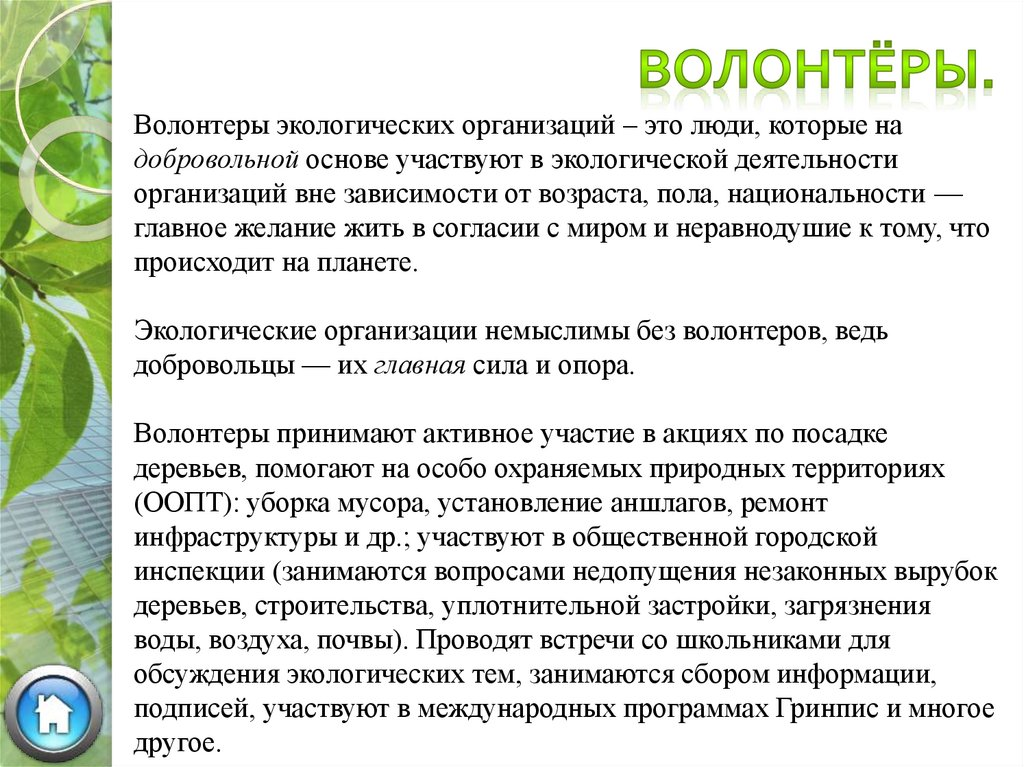 ВОЛОНТЁРЫ.
Волонтеры экологических организаций – это люди, которые на
добровольной основе участвуют в экологической деятельности
организаций вне зависимости от возраста, пола, национальности —
главное желание жить в согласии с миром и неравнодушие к тому, что
происходит на планете.
Экологические организации немыслимы без волонтеров, ведь
добровольцы — их главная сила и опора.
Волонтеры принимают активное участие в акциях по посадке
деревьев, помогают на особо охраняемых природных территориях
(ООПТ): уборка мусора, установление аншлагов, ремонт
инфраструктуры и др.; участвуют в общественной городской
инспекции (занимаются вопросами недопущения незаконных вырубок
деревьев, строительства, уплотнительной застройки, загрязнения
воды, воздуха, почвы). Проводят встречи со школьниками для
обсуждения экологических тем, занимаются сбором информации,
подписей, участвуют в международных программах Гринпис и многое
другое.